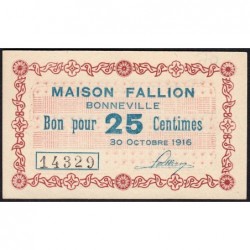 MAISON FALLION
BONNEVILLE
Bon pour 25 Centimes
30 OCTOBRE 1916
14329